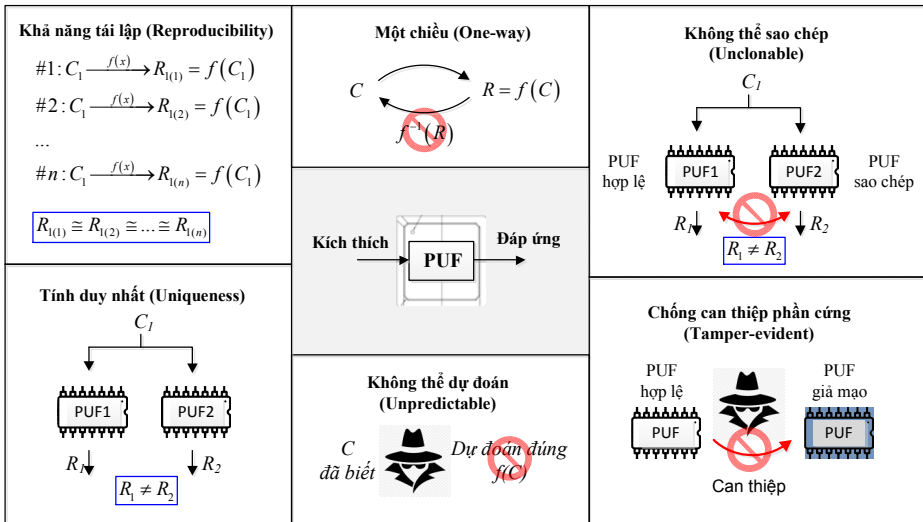 Khả năng tái lập (Reproducibility)
#1: C₁ —f(x)→ R₁₍₁₎ = f(C₁)
#2: C₁ —f(x)→ R₁₍₂₎ = f(C₁)
...
#n: C₁ —f(x)→ R₁₍ₙ₎ = f(C₁)
R₁₍₁₎ ≅ R₁₍₂₎ ≅ ... ≅ R₁₍ₙ₎
Tính duy nhất (Uniqueness)
C₁
PUF1 PUF2
R₁ R₂
R₁ ≠ R₂
Một chiều (One-way)
C R = f(C)
f⁻¹(R)
Kích thích Đáp ứng
PUF
Không thể dự đoán
(Unpredictable)
C Dự đoán đúng
đã biết f(C)
Không thể sao chép
(Unclonable)
C₁
PUF PUF
hợp lệ sao chép
PUF1 PUF2
R₁ R₂
R₁ ≠ R₂
Chống can thiệp phần cứng
(Tamper-evident)
PUF PUF
hợp lệ giả mạo
PUF PUF
Can thiệp